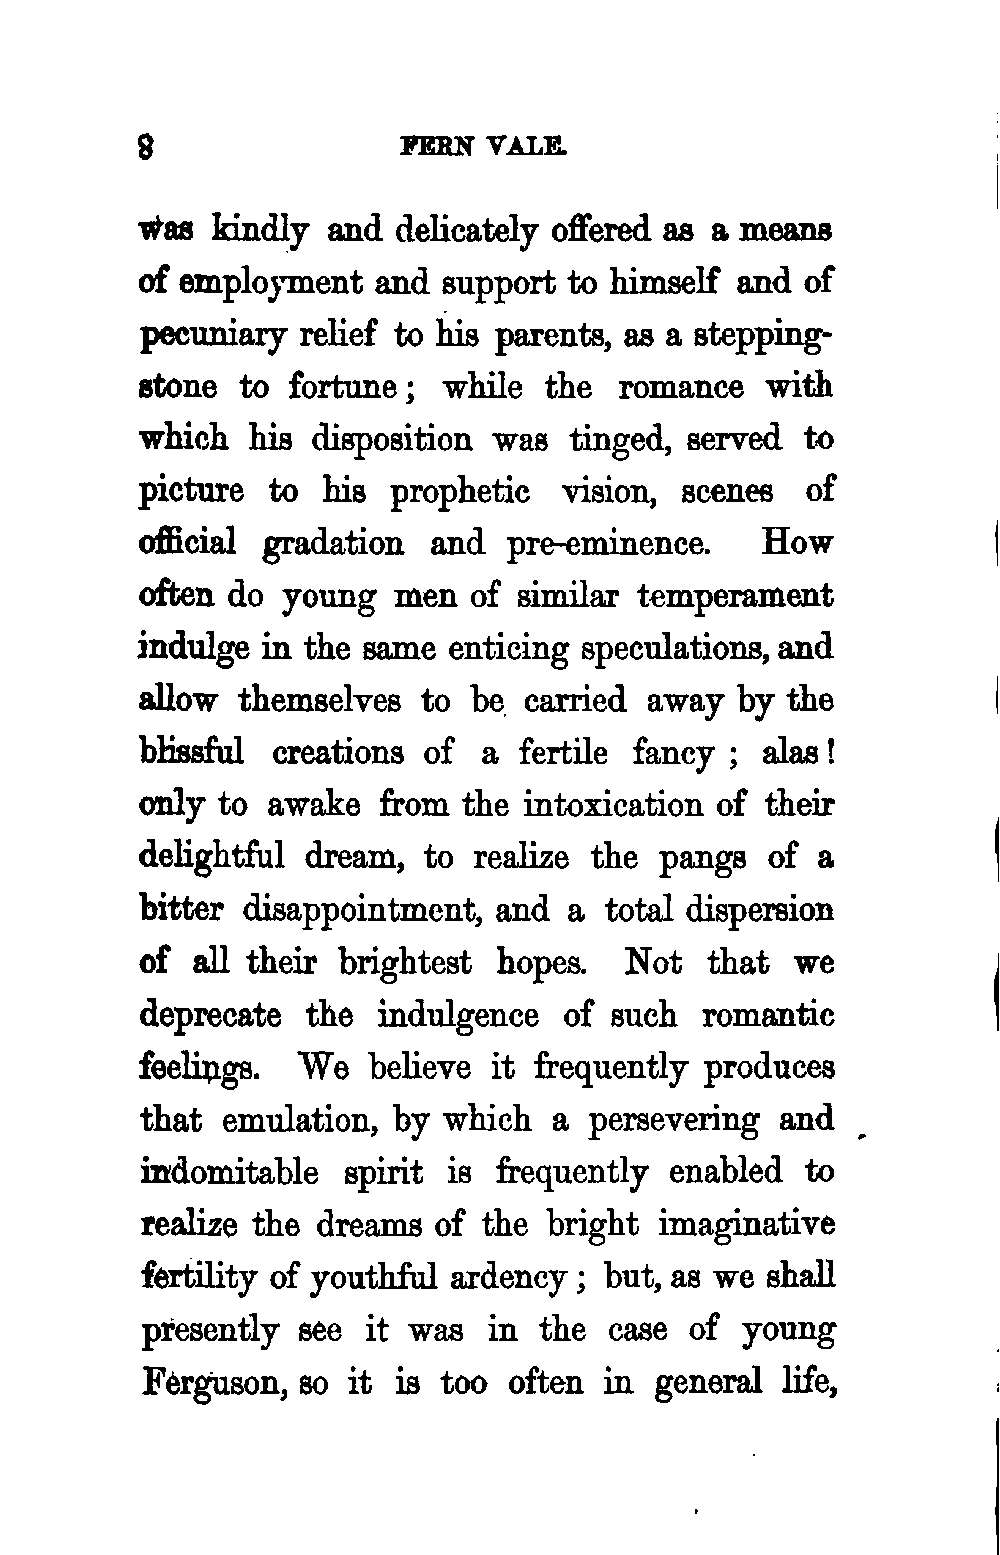 8 FERN VALE.
was kindly and delicately offered as a means
of employment and support to himself and of
pecuniary relief to his parents, as a stepping-
stone to fortune; while the romance with
which his disposition was tinged, served to
picture to his prophetic vision, scenes of
official gradation and pre-eminence. How
often do young men of similar temperament
indulge in the same enticing speculations, and
allow themselves to be carried away by the
blissful creations of a fertile fancy; alas!
only to awake from the intoxication of their
delightful dream, to realize the pangs of a
bitter disappointment, and a total dispersion
of all their brightest hopes. Not that we
deprecate the indulgence of such romantic
feelings. We believe it frequently produces
that emulation, by which a persevering and
indomitable spirit is frequently enabled to
realize the dreams of the bright imaginative
fertility of youthful ardency; but, as we shall
presently see it was in the case of young
Ferguson, so it is too often in general life,